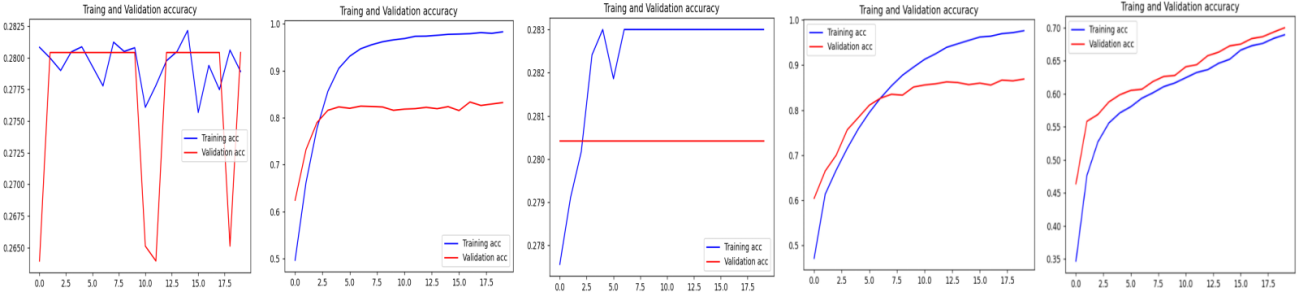 Traing and Validation accuracy
0.2825
0.2800
0.2775
0.2750
0.2725
0.2700
0.2675
0.2650
Training acc
Validation acc
0.0 2.5 5.0 7.5 10.0 12.5 15.0 17.5
Traing and Validation accuracy
1.0
0.9
0.8
0.7
0.6
0.5
Training acc
Validation acc
0.0 2.5 5.0 7.5 10.0 12.5 15.0 17.5
Traing and Validation accuracy
0.283
0.282
0.281
0.280
0.279
0.278
Training acc
Validation acc
0.0 2.5 5.0 7.5 10.0 12.5 15.0 17.5
Traing and Validation accuracy
Training acc
Validation acc
1.0
0.9
0.8
0.7
0.6
0.5
0.0 2.5 5.0 7.5 10.0 12.5 15.0 17.5
Traing and Validation accuracy
Training acc
Validation acc
0.70
0.65
0.60
0.55
0.50
0.45
0.40
0.35
0.0 2.5 5.0 7.5 10.0 12.5 15.0 17.5